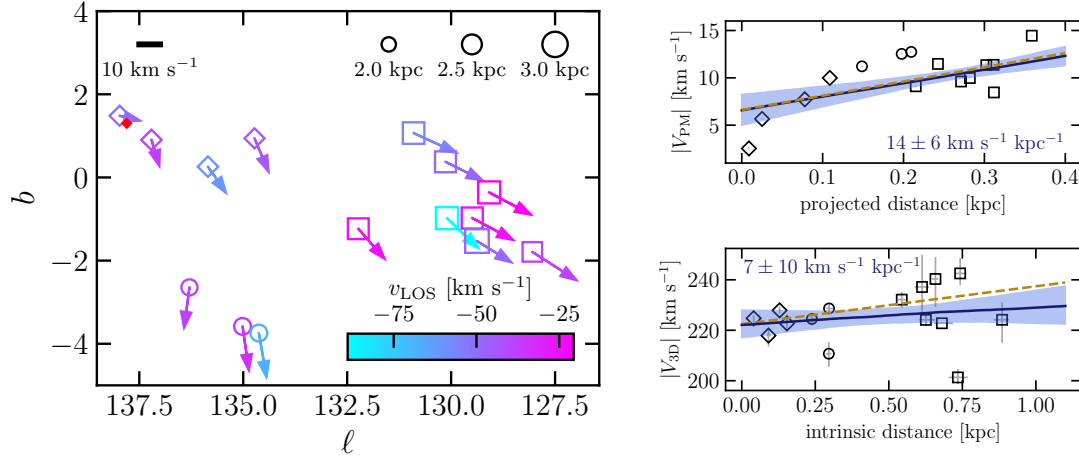 4
2
0
−2
−4
b
10 km s⁻¹
2.0 kpc
2.5 kpc
3.0 kpc
v_LOS [km s⁻¹]
−75
−50
−25
137.5
135.0
132.5
130.0
127.5
ℓ
15
10
5
|V_PM| [km s⁻¹]
14 ± 6 km s⁻¹ kpc⁻¹
0.0
0.1
0.2
0.3
0.4
projected distance [kpc]
7 ± 10 km s⁻¹ kpc⁻¹
240
220
200
|V_3D| [km s⁻¹]
0.00
0.25
0.50
0.75
1.00
intrinsic distance [kpc]